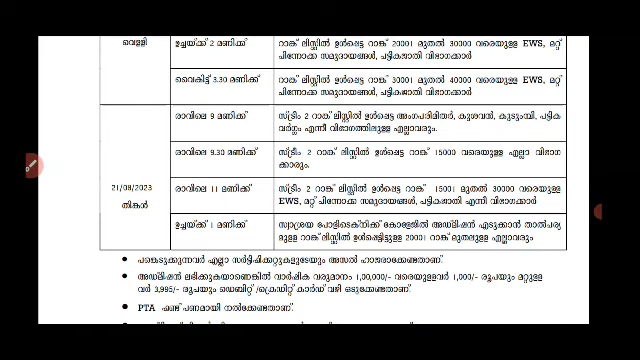 വെള്ളി
ഉച്ചയ്ക്ക് 2 മണിക്ക്
റാങ്ക് ലിസ്റ്റിൽ ഉൾപ്പെട്ട റാങ്ക് 20001 മുതൽ 30000 വരെയുള്ള EWS, മറ്റ്
പിന്നോക്ക സമുദായങ്ങൾ, പട്ടികജാതി വിഭാഗക്കാർ
വൈകിട്ട് 3.30 മണിക്ക്
റാങ്ക് ലിസ്റ്റിൽ ഉൾപ്പെട്ട റാങ്ക് 30001 മുതൽ 40000 വരെയുള്ള EWS, മറ്റ്
പിന്നോക്ക സമുദായങ്ങൾ, പട്ടികജാതി വിഭാഗക്കാർ
21/08/2023
തിങ്കൾ
രാവിലെ 9 മണിക്ക്
സ്ട്രീം 2 റാങ്ക് ലിസ്റ്റിൽ ഉൾപ്പെട്ട അംഗപരിമിതർ, കുശവൻ, കുടുംബി, പട്ടിക
വർഗ്ഗം എന്നീ വിഭാഗത്തിലുള്ള എല്ലാവരും.
രാവിലെ 9.30 മണിക്ക്
സ്ട്രീം 2 റാങ്ക് ലിസ്റ്റിൽ ഉൾപ്പെട്ട റാങ്ക് 15000 വരെയുള്ള എല്ലാ വിഭാഗ
ക്കാരും.
രാവിലെ 11 മണിക്ക്
സ്ട്രീം 2 റാങ്ക് ലിസ്റ്റിൽ ഉൾപ്പെട്ട റാങ്ക് 15001 മുതൽ 30000 വരെയുള്ള
EWS, മറ്റ് പിന്നോക്ക സമുദായങ്ങൾ, പട്ടികജാതി എന്നീ വിഭാഗക്കാർ
ഉച്ചയ്ക്ക് 1 മണിക്ക്
സ്വാശ്രയ പോളിടെക്നിക്ക് കോളേജിൽ അഡ്മിഷൻ എടുക്കാൻ താൽപര്യ
മുള്ള റാങ്ക് ലിസ്റ്റിൽ ഉൾപ്പെട്ടിട്ടുള്ള 20001 റാങ്ക് മുതലുള്ള എല്ലാവരും
• പങ്കെടുക്കുന്നവർ എല്ലാ സർട്ടിഫിക്കറ്റുകളുടേയും അസൽ ഹാജരാക്കേണ്ടതാണ്.
• അഡ്മിഷൻ ലഭിക്കുകയാണെങ്കിൽ വാർഷിക വരുമാനം 1,00,000/- വരെയുള്ളവർ 1,000/- രൂപയും മറ്റുള്ള
വർ 3,995/- രൂപയും ഡെബിറ്റ് /ക്രെഡിറ്റ് കാർഡ് വഴി ഒടുക്കേണ്ടതാണ്.
• PTA ഫണ്ട് പണമായി നൽകേണ്ടതാണ്.